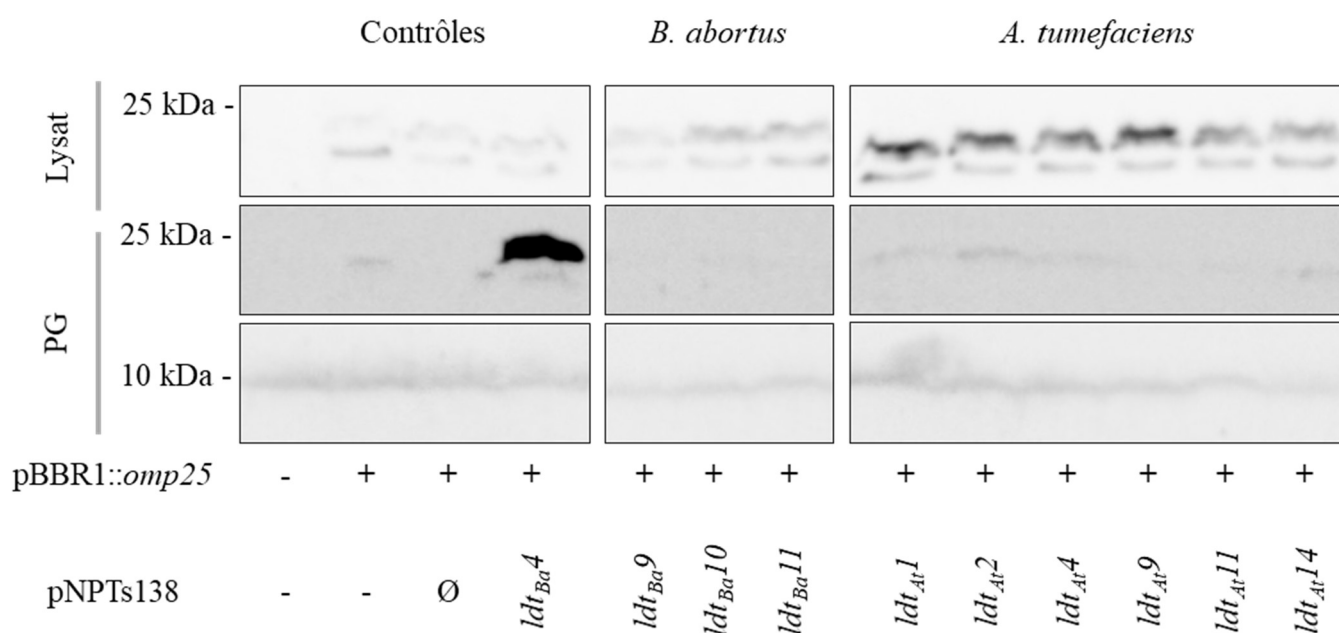 Contrôles B. abortus A. tumefaciens
Lysat
25 kDa -
PG
25 kDa -
10 kDa -
pBBR1::omp25 - + + + + + + + + + + + +
pNPTs138 - - Ø ldtBa4 ldtBa9 ldtBa10 ldtBa11 ldtAt1 ldtAt2 ldtAt4 ldtAt9 ldtAt11 ldtAt14